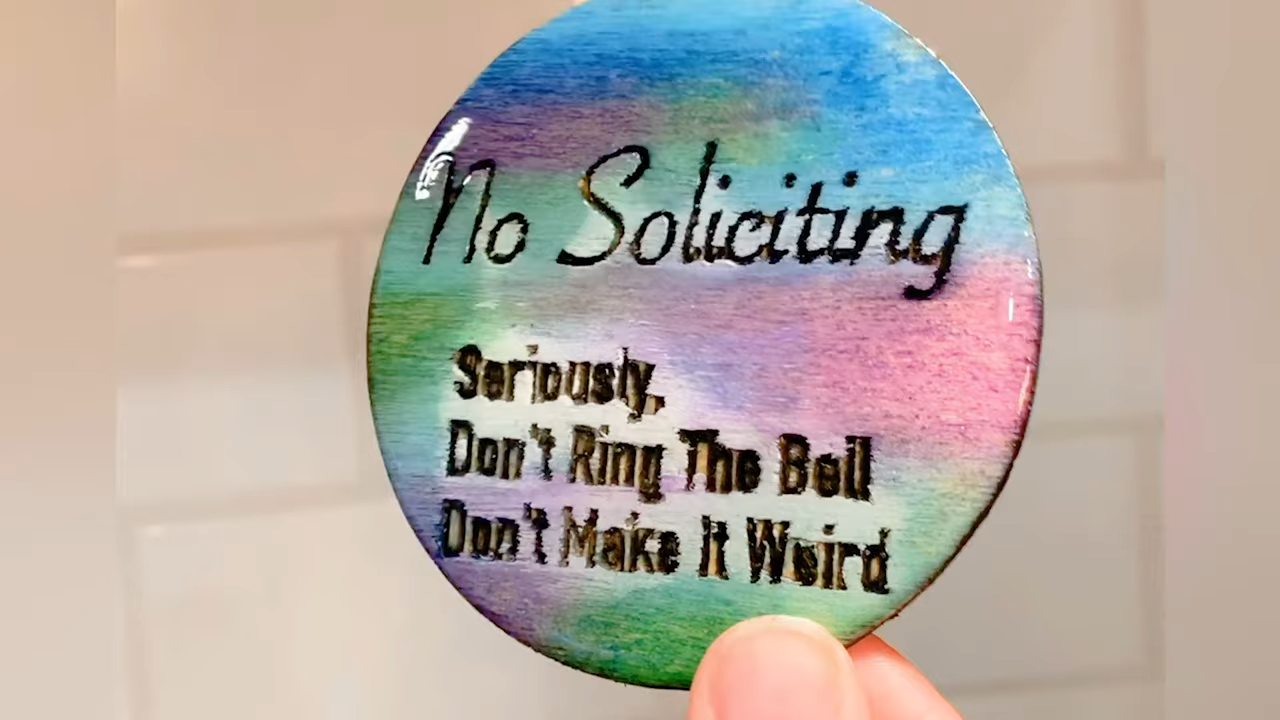 No Soliciting
Seriously,
Don't Ring The Bell
Don't Make It Weird